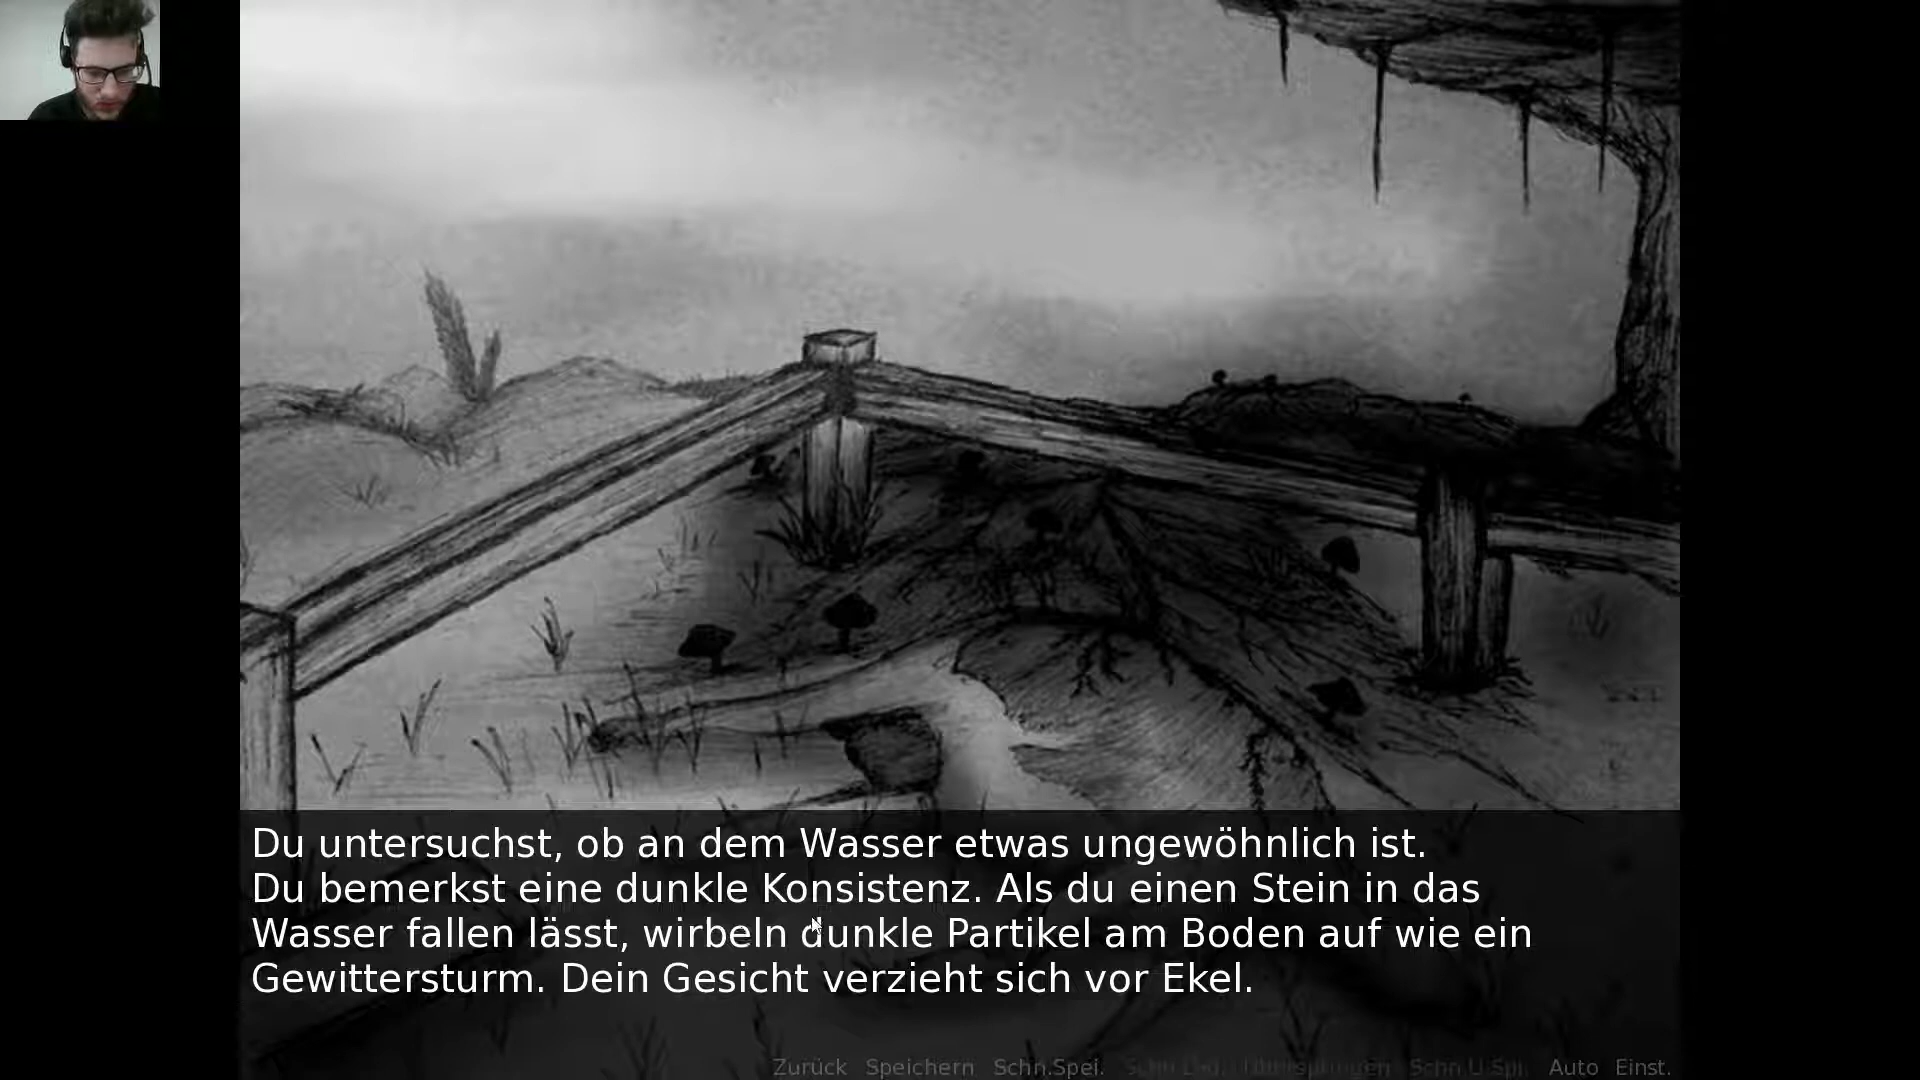 Du untersuchst, ob an dem Wasser etwas ungewöhnlich ist.
Du bemerkst eine dunkle Konsistenz. Als du einen Stein in das
Wasser fallen lässt, wirbeln dunkle Partikel am Boden auf wie ein
Gewittersturm. Dein Gesicht verzieht sich vor Ekel.
Zurück Speichern Schn.Spei. Auto Einst.